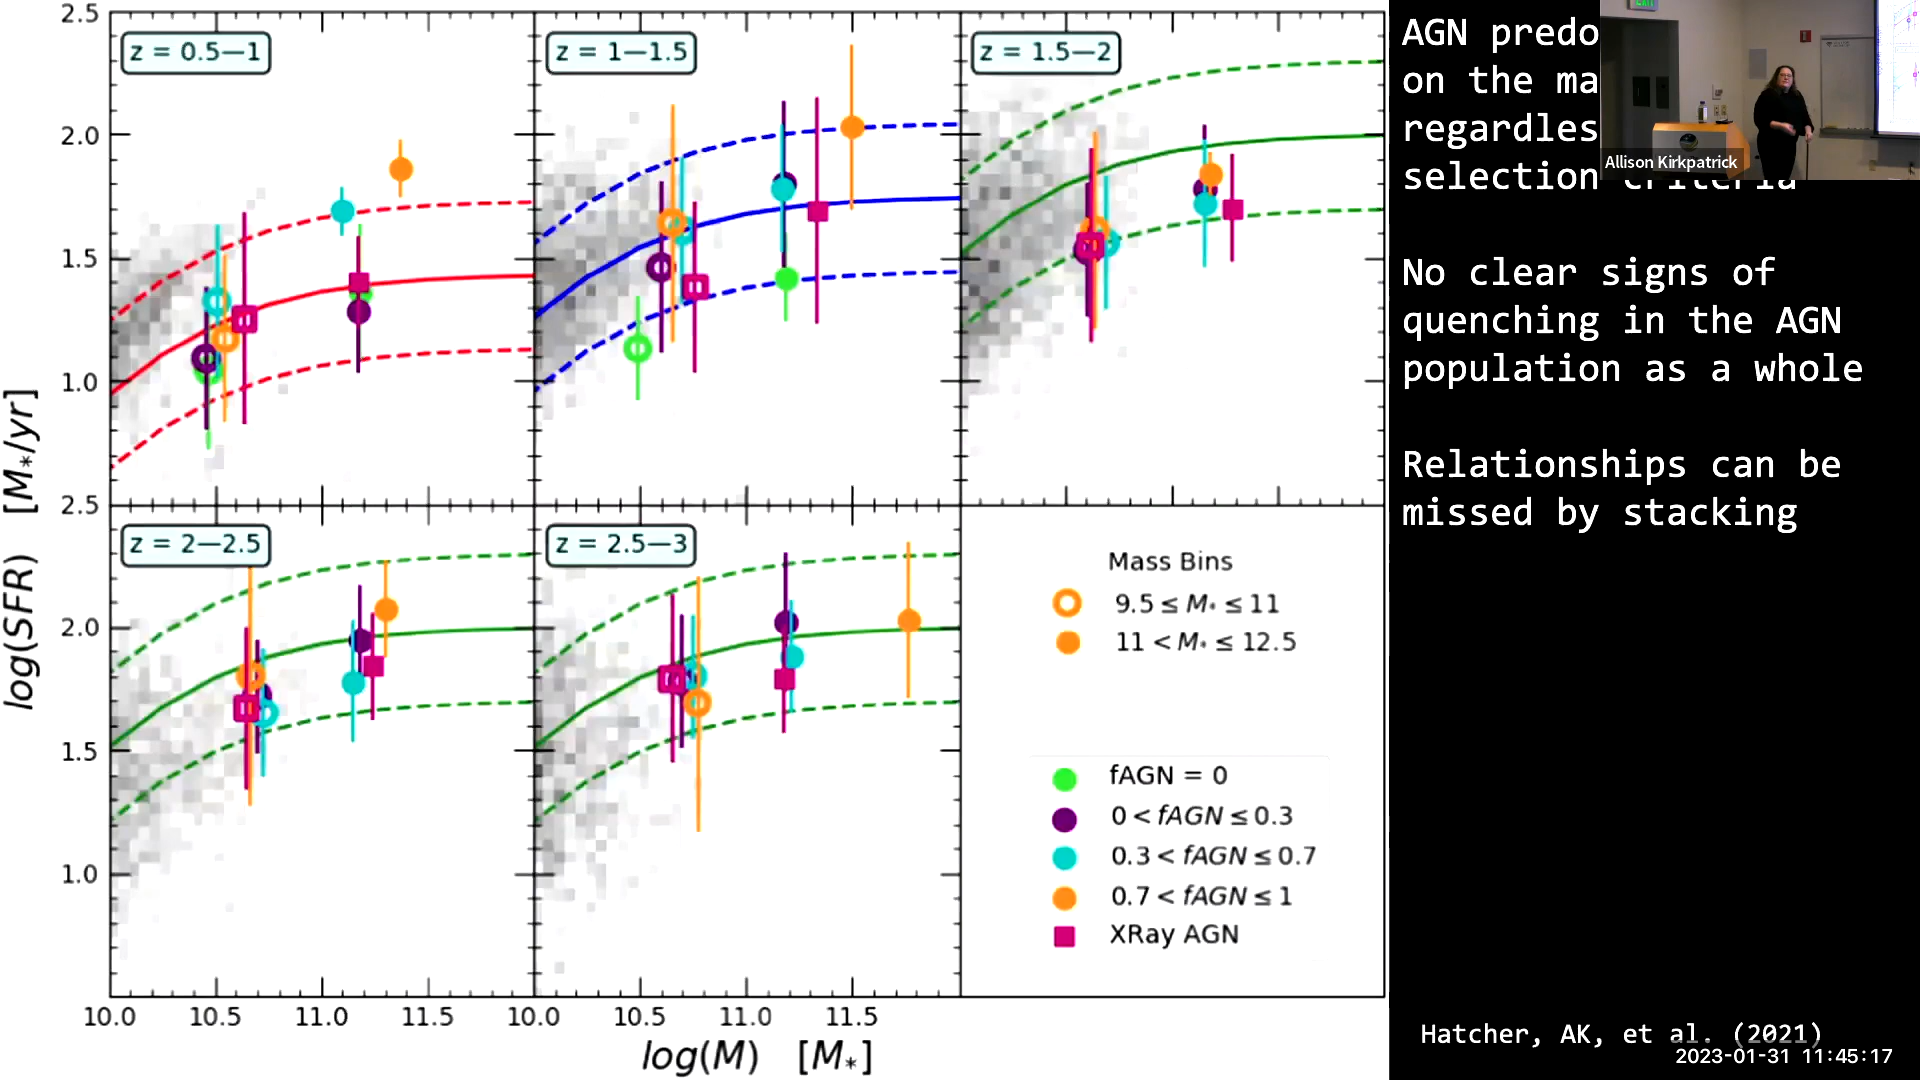 2.5
2.0
1.5
1.0
2.5
2.0
1.5
1.0
log(SFR) [M*/yr]
z = 0.5—1
z = 1—1.5
z = 1.5—2
z = 2—2.5
z = 2.5—3
Mass Bins
9.5 ≤ M* ≤ 11
11 < M* ≤ 12.5
fAGN = 0
0 < fAGN ≤ 0.3
0.3 < fAGN ≤ 0.7
0.7 < fAGN ≤ 1
XRay AGN
10.0 10.5 11.0 11.5 10.0 10.5 11.0 11.5
log(M) [M*]
AGN predo
on the ma
regardles
selection criteria
EXIT
Allison Kirkpatrick
No clear signs of
quenching in the AGN
population as a whole
Relationships can be
missed by stacking
Hatcher, AK, et al. (2021)
2023-01-31 11:45:17